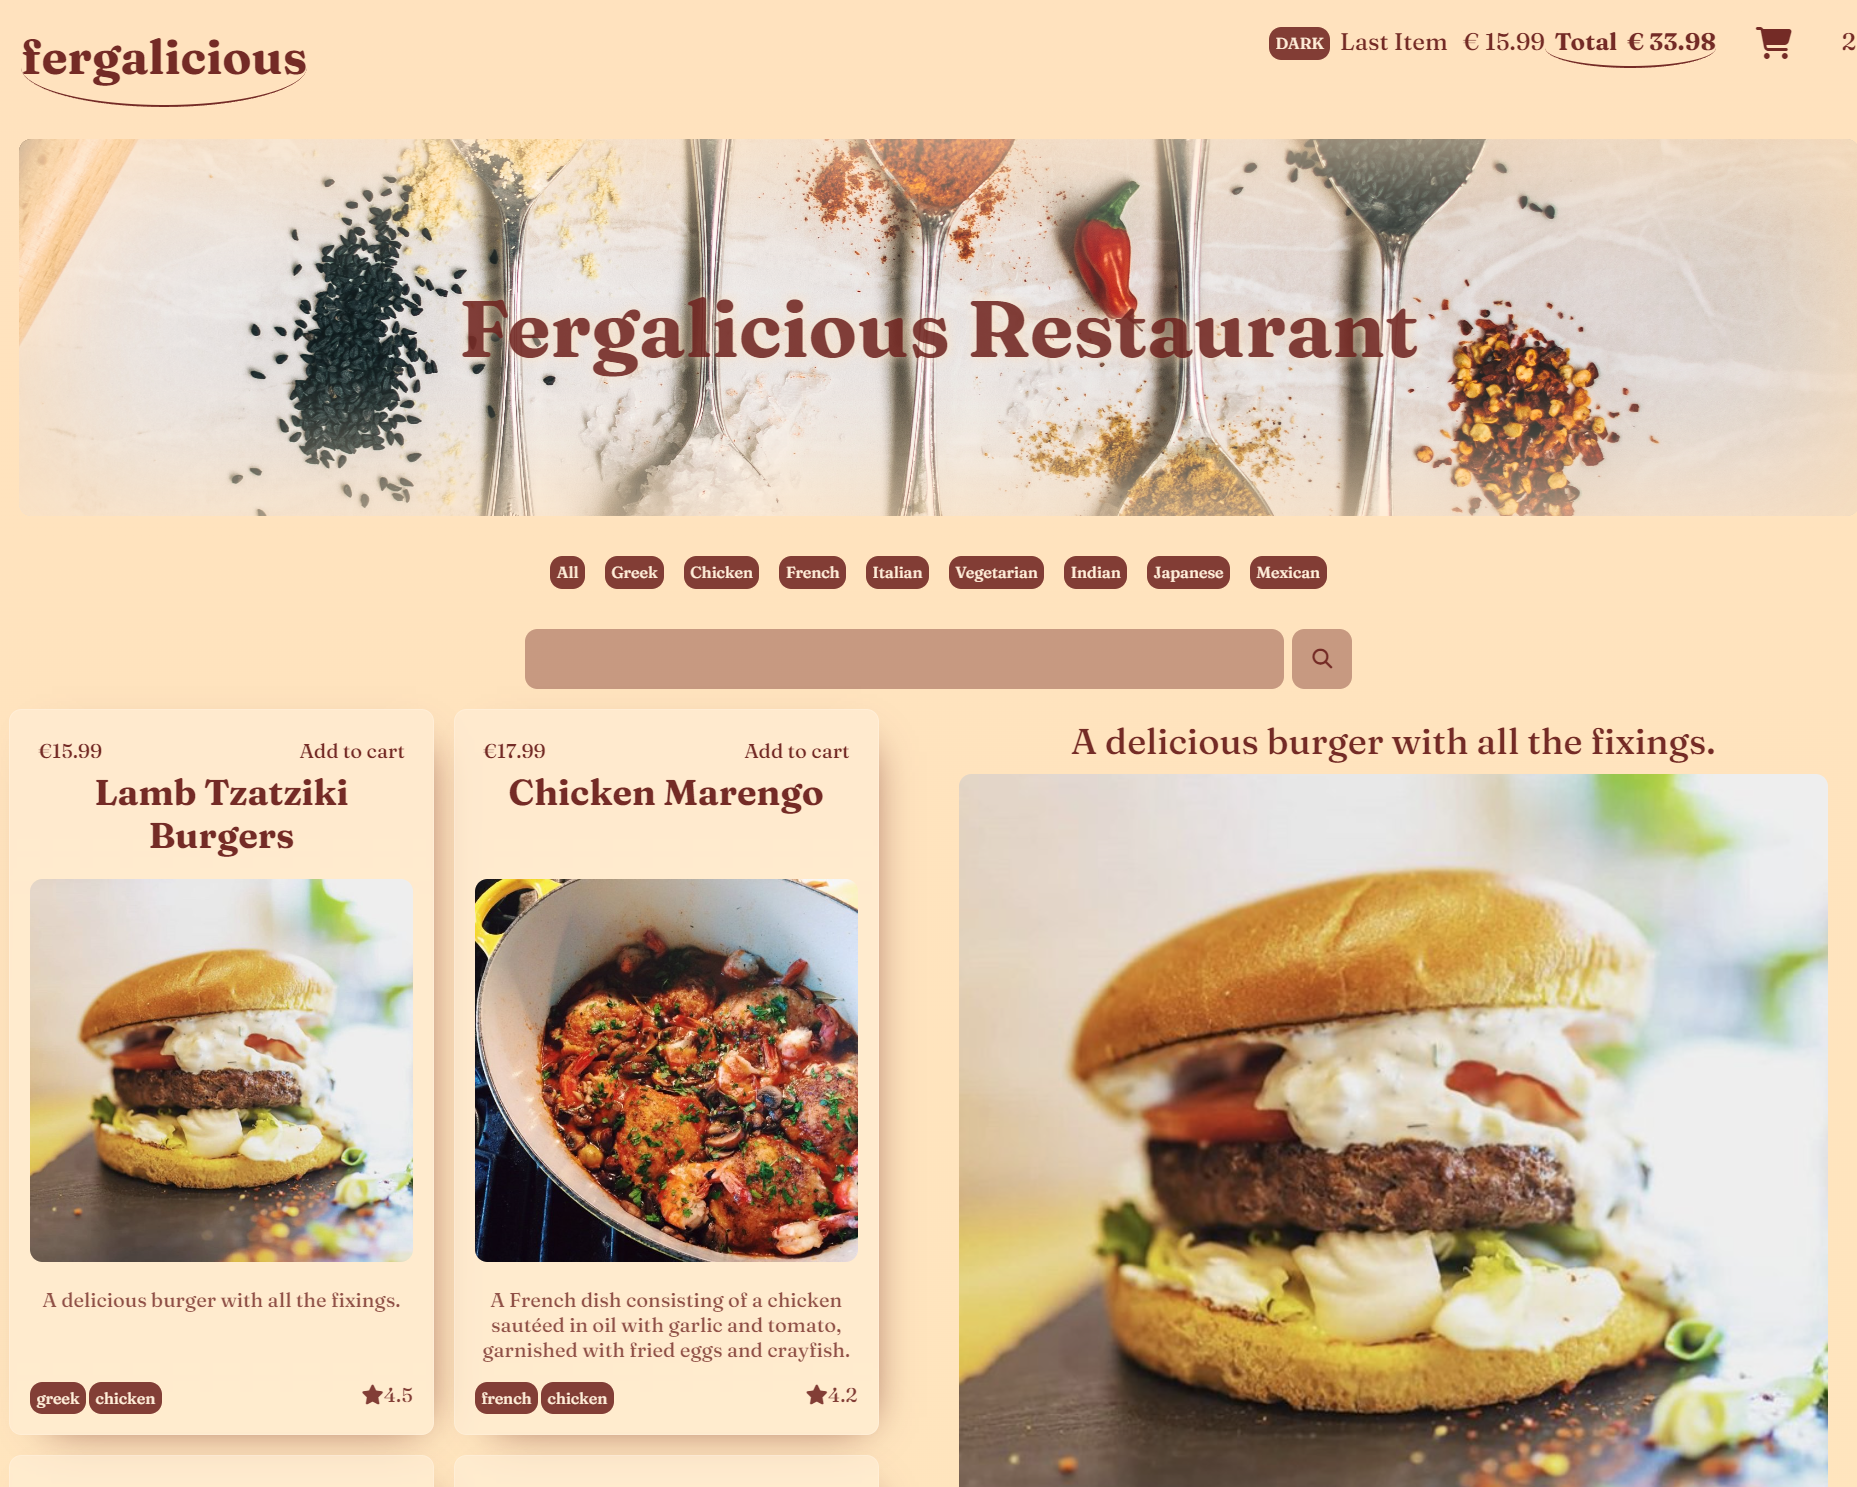 fergalicious
DARK Last Item € 15.99 Total € 33.98 2
Fergalicious Restaurant
All Greek Chicken French Italian Vegetarian Indian Japanese Mexican
€15.99 Add to cart
Lamb Tzatziki
Burgers
A delicious burger with all the fixings.
greek chicken 4.5
€17.99 Add to cart
Chicken Marengo
A French dish consisting of a chicken
sautéed in oil with garlic and tomato,
garnished with fried eggs and crayfish.
french chicken 4.2
A delicious burger with all the fixings.